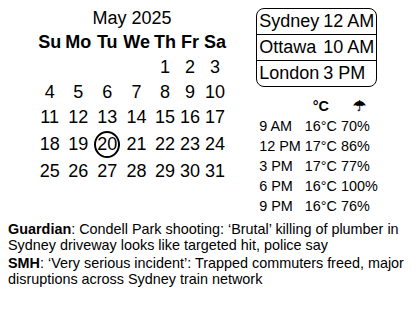 May 2025
Su Mo Tu We Th Fr Sa
1 2 3
4 5 6 7 8 9 10
11 12 13 14 15 16 17
18 19 20 21 22 23 24
25 26 27 28 29 30 31
Sydney 12 AM
Ottawa 10 AM
London 3 PM
°C ☂
9 AM 16°C 70%
12 PM 17°C 86%
3 PM 17°C 77%
6 PM 16°C 100%
9 PM 16°C 76%
Guardian: Condell Park shooting: ‘Brutal’ killing of plumber in
Sydney driveway looks like targeted hit, police say
SMH: ‘Very serious incident’: Trapped commuters freed, major
disruptions across Sydney train network